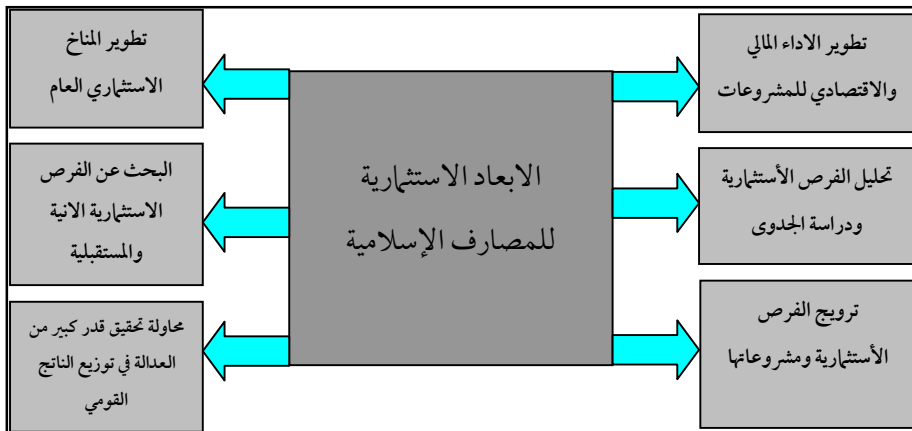 تطوير الاداء المالي
والاقتصادي للمشروعات
تحليل الفرص الأستثمارية
ودراسة الجدوى
ترويج الفرص
الأستثمارية ومشروعاتها
الابعاد الاستثمارية
للمصارف الإسلامية
تطوير المناخ
الاستثماري العام
البحث عن الفرص
الاستثمارية الانية
والمستقبلية
محاولة تحقيق قدر كبير من
العدالة في توزيع الناتج
القومي